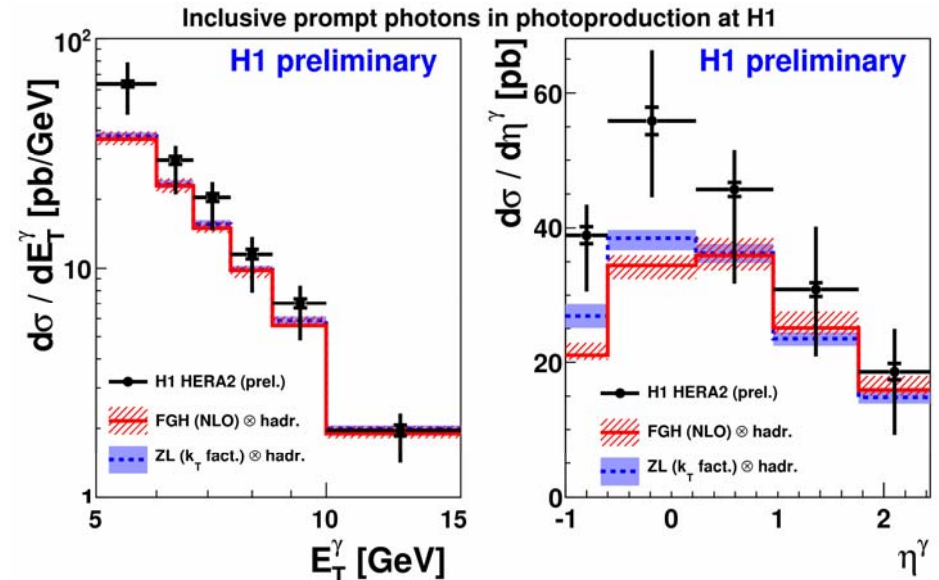 Inclusive prompt photons in photoproduction at H1
dσ / dE_T^γ [pb/GeV]
10²
10
1
H1 preliminary
H1 HERA2 (prel.)
FGH (NLO) ⊗ hadr.
ZL (k_T fact.) ⊗ hadr.
5
10
15
E_T^γ [GeV]
dσ / dη^γ [pb]
60
40
20
0
H1 preliminary
H1 HERA2 (prel.)
FGH (NLO) ⊗ hadr.
ZL (k_T fact.) ⊗ hadr.
-1
0
1
2
η^γ